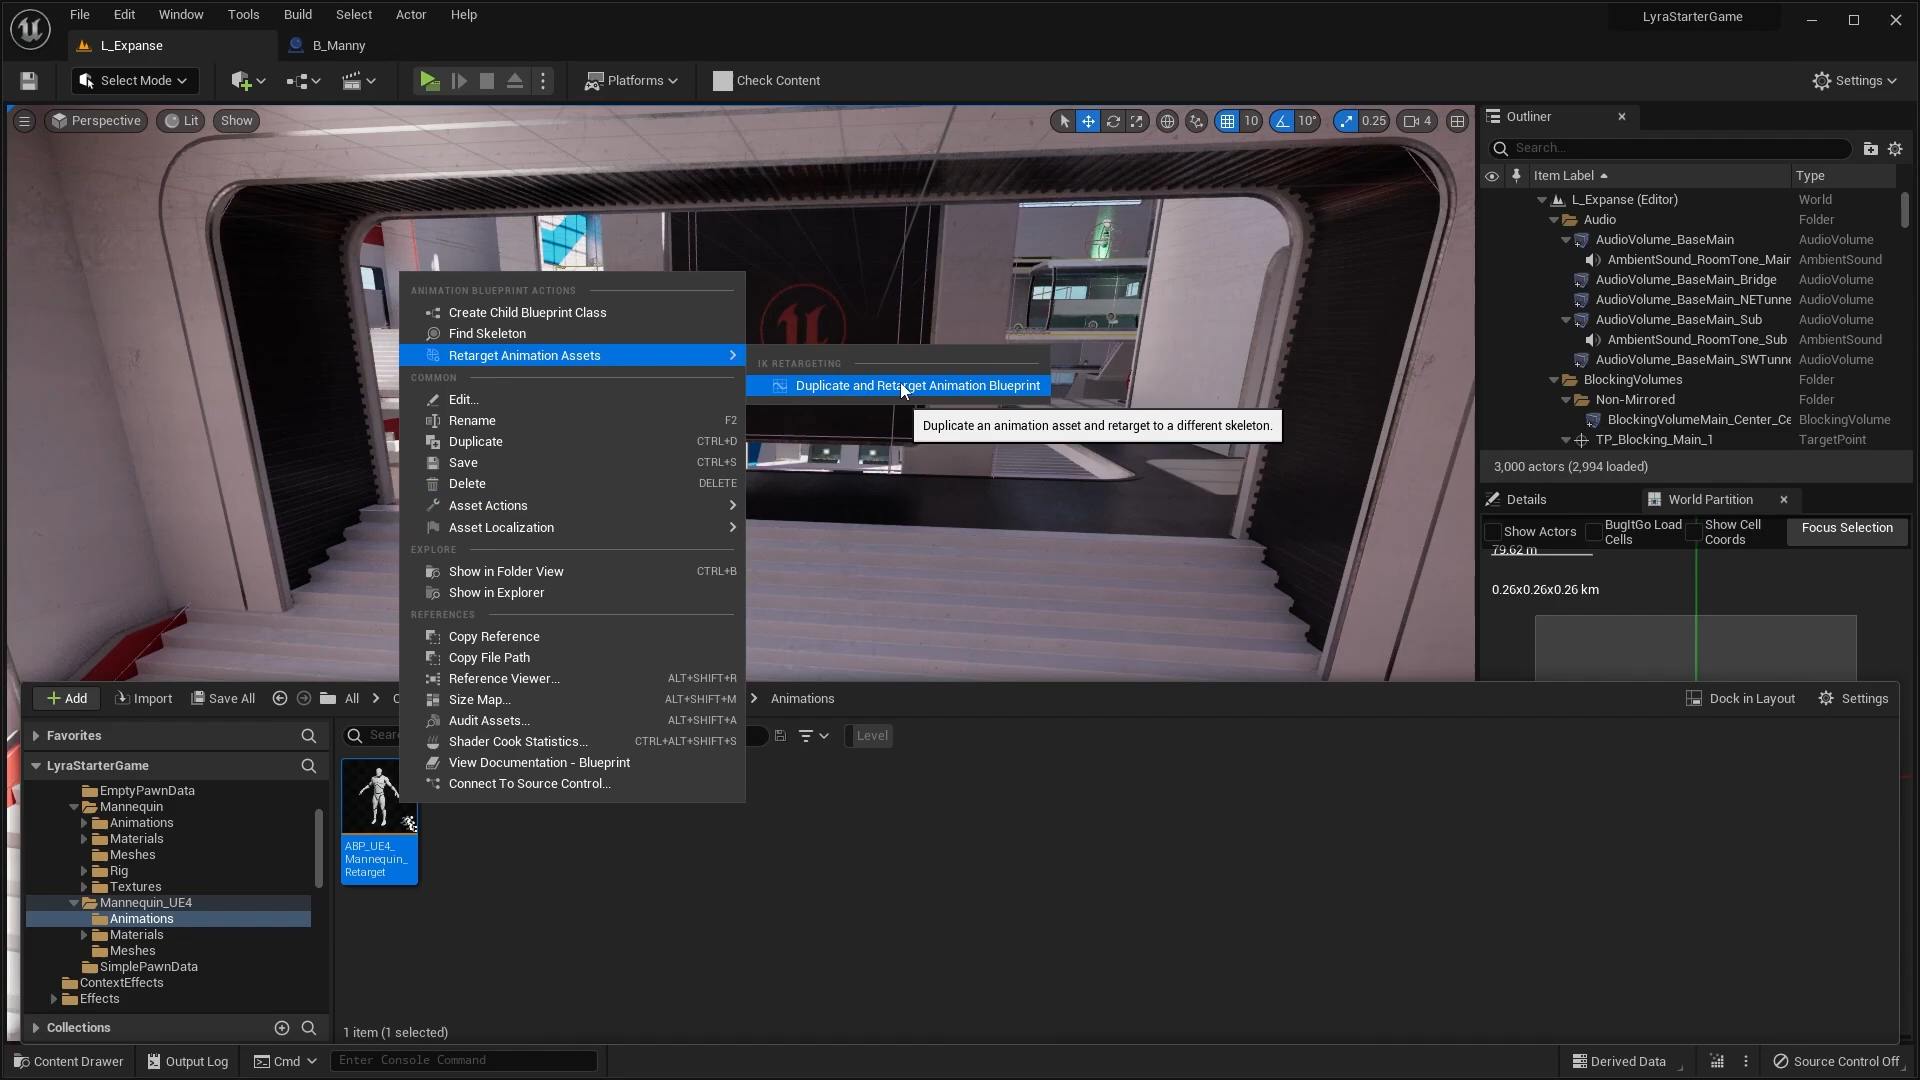 File Edit Window Tools Build Select Actor Help
LyraStarterGame
L_Expanse
B_Manny
Select Mode
Platforms
Check Content
Settings
Perspective
Lit
Show
10
10°
0.25
4
Outliner
Search...
Item Label
Type
L_Expanse (Editor) World
Audio Folder
AudioVolume_BaseMain AudioVolume
AmbientSound_RoomTone_Main AmbientSound
AudioVolume_BaseMain_Bridge AudioVolume
AudioVolume_BaseMain_NETunne AudioVolume
AudioVolume_BaseMain_Sub AudioVolume
AmbientSound_RoomTone_Sub AmbientSound
AudioVolume_BaseMain_SWTunne AudioVolume
BlockingVolumes Folder
Non-Mirrored Folder
BlockingVolumeMain_Center_Ce BlockingVolume
TP_Blocking_Main_1 TargetPoint
3,000 actors (2,994 loaded)
Details
World Partition
Show Actors
BugItGo Load Cells
Show Cell Coords
Focus Selection
79.62 m
0.26x0.26x0.26 km
ANIMATION BLUEPRINT ACTIONS
Create Child Blueprint Class
Find Skeleton
Retarget Animation Assets
COMMON
Edit...
Rename F2
Duplicate CTRL+D
Save CTRL+S
Delete DELETE
Asset Actions
Asset Localization
EXPLORE
Show in Folder View CTRL+B
Show in Explorer
REFERENCES
Copy Reference
Copy File Path
Reference Viewer... ALT+SHIFT+R
Size Map... ALT+SHIFT+M
Audit Assets... ALT+SHIFT+A
Shader Cook Statistics... CTRL+ALT+SHIFT+S
View Documentation - Blueprint
Connect To Source Control...
IK RETARGETING
Duplicate and Retarget Animation Blueprint
Duplicate an animation asset and retarget to a different skeleton.
Add
Import
Save All
All
C
Animations
Dock in Layout
Settings
Favorites
LyraStarterGame
EmptyPawnData
Mannequin
Animations
Materials
Meshes
Rig
Textures
Mannequin_UE4
Animations
Materials
Meshes
SimplePawnData
ContextEffects
Effects
Collections
Sear
Level
ABP_UE4_
Mannequin_
Retarget
1 item (1 selected)
Content Drawer
Output Log
Cmd
Enter Console Command
Derived Data
Source Control Off